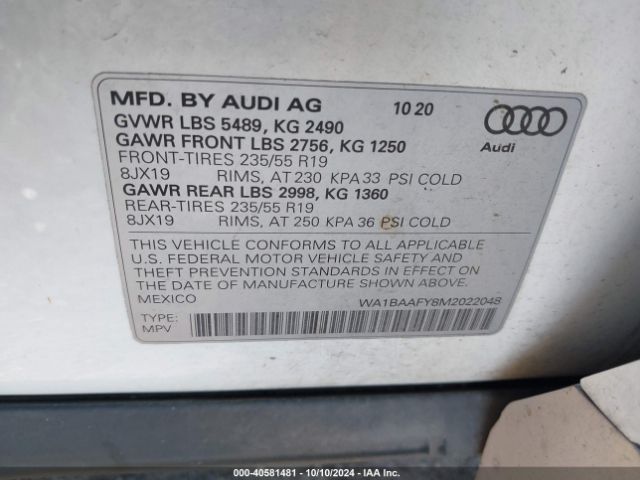 MFD. BY AUDI AG 10 20
GVWR LBS 5489, KG 2490
GAWR FRONT LBS 2756, KG 1250
FRONT-TIRES 235/55 R19
8JX19 RIMS, AT 230 KPA 33 PSI COLD
GAWR REAR LBS 2998, KG 1360
REAR-TIRES 235/55 R19
8JX19 RIMS, AT 250 KPA 36 PSI COLD
Audi
THIS VEHICLE CONFORMS TO ALL APPLICABLE
U.S. FEDERAL MOTOR VEHICLE SAFETY AND
THEFT PREVENTION STANDARDS IN EFFECT ON
THE DATE OF MANUFACTURE SHOWN ABOVE.
MEXICO WA1BAAFY8M2022048
TYPE:
MPV
000-40581481 - 10/10/2024 - IAA Inc.